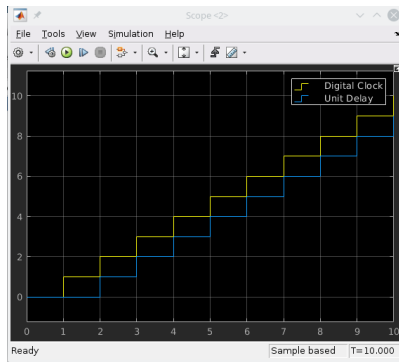 Scope <2>
File Tools View Simulation Help
Digital Clock
Unit Delay
10
8
6
4
2
0
0 1 2 3 4 5 6 7 8 9 10
Ready Sample based T=10.000